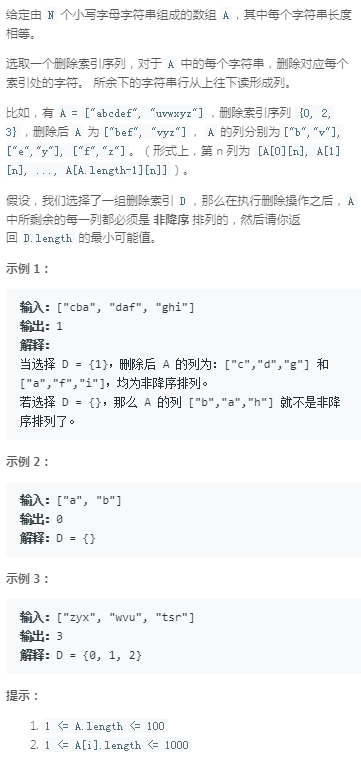 给定由 N 个小写字母字符串组成的数组 A，其中每个字符串长度
相等。
选取一个删除索引序列，对于 A 中的每个字符串，删除对应每个
索引处的字符。 所余下的字符串行从上往下读形成列。
比如，有 A = ["abcdef", "uvwxyz"]，删除索引序列 {0, 2,
3}，删除后 A 为["bef", "vyz"]， A 的列分别为["b","v"],
["e","y"], ["f","z"]。（形式上，第 n 列为 [A[0][n], A[1]
[n], ..., A[A.length-1][n]]）。
假设，我们选择了一组删除索引 D，那么在执行删除操作之后，A
中所剩余的每一列都必须是 非降序 排列的，然后请你返
回 D.length 的最小可能值。
示例 1：
输入：["cba", "daf", "ghi"]
输出：1
解释：
当选择 D = {1}，删除后 A 的列为：["c","d","g"] 和
["a","f","i"]，均为非降序排列。
若选择 D = {}，那么 A 的列 ["b","a","h"] 就不是非降
序排列了。
示例 2：
输入：["a", "b"]
输出：0
解释：D = {}
示例 3：
输入：["zyx", "wvu", "tsr"]
输出：3
解释：D = {0, 1, 2}
提示：
1. 1 <= A.length <= 100
2. 1 <= A[i].length <= 1000